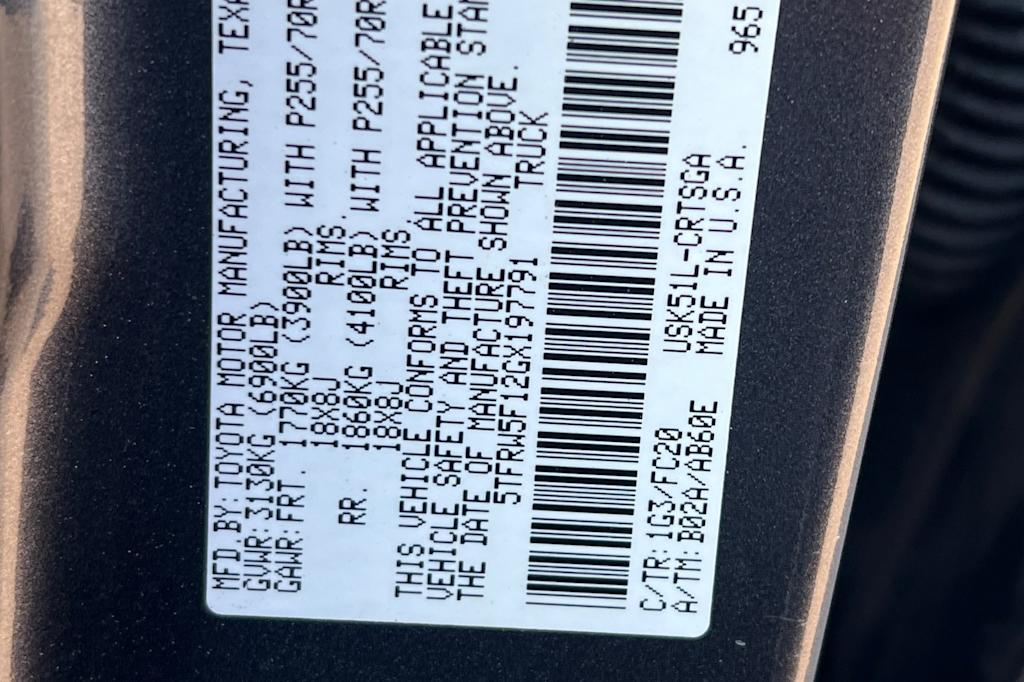 MFD.BY:TOYOTA MOTOR MANUFACTURING, TEXA
GVWR:3130KG (6900LB)
GAWR:FRT. 1770KG (3900LB) WITH P255/70R
18X8J RIMS.
RR. 1860KG (4100LB) WITH P255/70R
18X8J RIMS.
THIS VEHICLE CONFORMS TO ALL APPLICABLE
VEHICLE SAFETY AND THEFT PREVENTION STAN
THE DATE OF MANUFACTURE SHOWN ABOVE.
5TFRW5F12GX197791 TRUCK
C/TR:1G3/FC20 USK51L-CRTSGA
A/TM:B02A/AB60E MADE IN U.S.A. 965